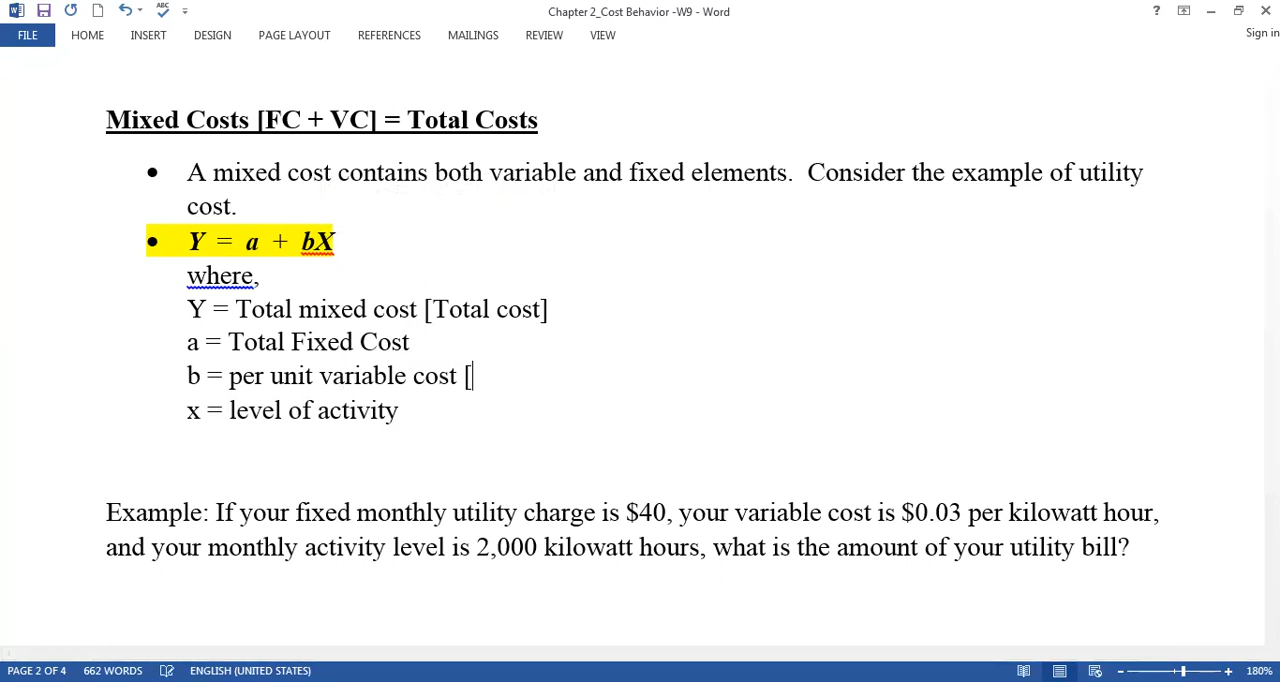 ABC
Chapter 2_Cost Behavior -W9 - Word
?
FILE HOME INSERT DESIGN PAGE LAYOUT REFERENCES MAILINGS REVIEW VIEW
Sign in
Mixed Costs [FC + VC] = Total Costs
• A mixed cost contains both variable and fixed elements. Consider the example of utility
cost.
• Y = a + bX
where,
Y = Total mixed cost [Total cost]
a = Total Fixed Cost
b = per unit variable cost [
x = level of activity
Example: If your fixed monthly utility charge is $40, your variable cost is $0.03 per kilowatt hour,
and your monthly activity level is 2,000 kilowatt hours, what is the amount of your utility bill?
PAGE 2 OF 4 662 WORDS ENGLISH (UNITED STATES) 180%